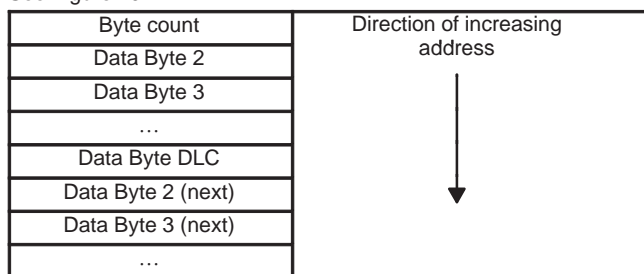 Byte count
Data Byte 2
Data Byte 3
…
Data Byte DLC
Data Byte 2 (next)
Data Byte 3 (next)
…
Direction of increasing
address